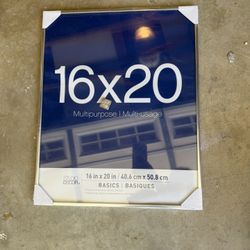 16x20
Multipurpose | Multi-usage
16 in x 20 in / 40.6 cm x 50.8 cm
BASICS | BASIQUES